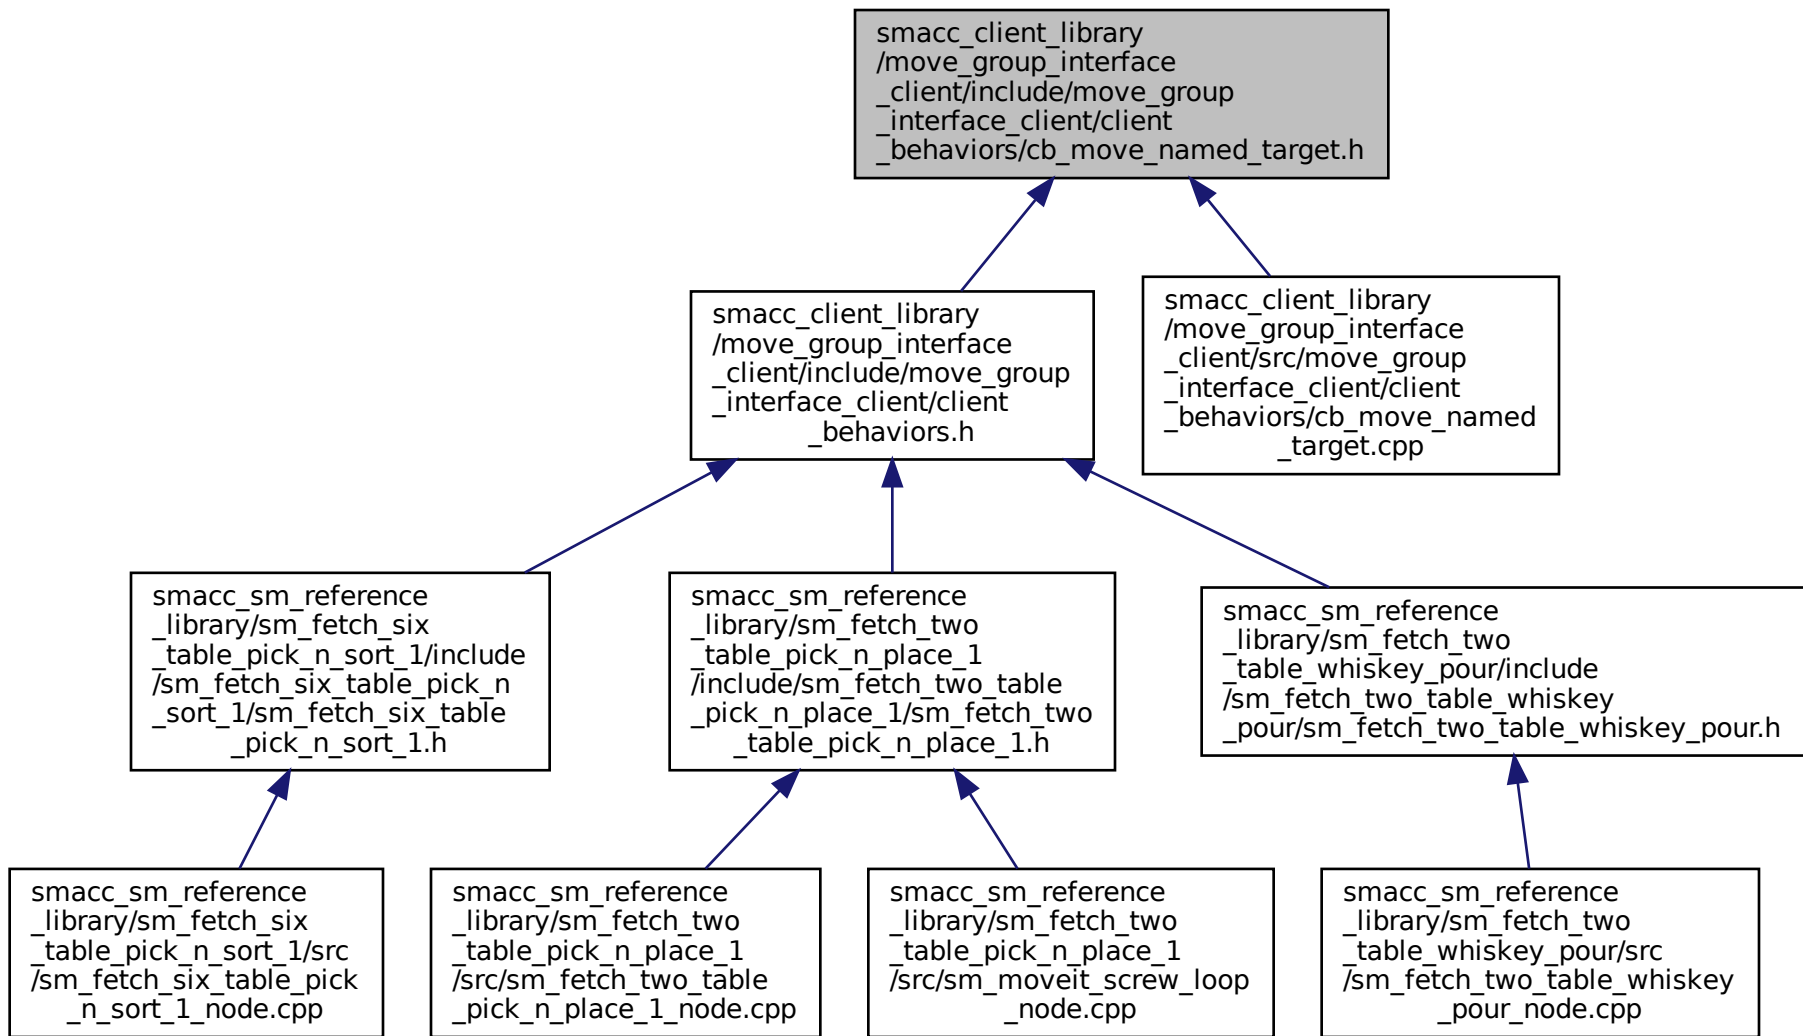 smacc_client_library
/move_group_interface
_client/include/move_group
_interface_client/client
_behaviors/cb_move_named_target.h
smacc_client_library
/move_group_interface
_client/include/move_group
_interface_client/client
_behaviors.h
smacc_client_library
/move_group_interface
_client/src/move_group
_interface_client/client
_behaviors/cb_move_named
_target.cpp
smacc_sm_reference
_library/sm_fetch_six
_table_pick_n_sort_1/include
/sm_fetch_six_table_pick_n
_sort_1/sm_fetch_six_table
_pick_n_sort_1.h
smacc_sm_reference
_library/sm_fetch_two
_table_pick_n_place_1
/include/sm_fetch_two_table
_pick_n_place_1/sm_fetch_two
_table_pick_n_place_1.h
smacc_sm_reference
_library/sm_fetch_two
_table_whiskey_pour/include
/sm_fetch_two_table_whiskey
_pour/sm_fetch_two_table_whiskey_pour.h
smacc_sm_reference
_library/sm_fetch_six
_table_pick_n_sort_1/src
/sm_fetch_six_table_pick
_n_sort_1_node.cpp
smacc_sm_reference
_library/sm_fetch_two
_table_pick_n_place_1
/src/sm_fetch_two_table
_pick_n_place_1_node.cpp
smacc_sm_reference
_library/sm_fetch_two
_table_pick_n_place_1
/src/sm_moveit_screw_loop
_node.cpp
smacc_sm_reference
_library/sm_fetch_two
_table_whiskey_pour/src
/sm_fetch_two_table_whiskey
_pour_node.cpp